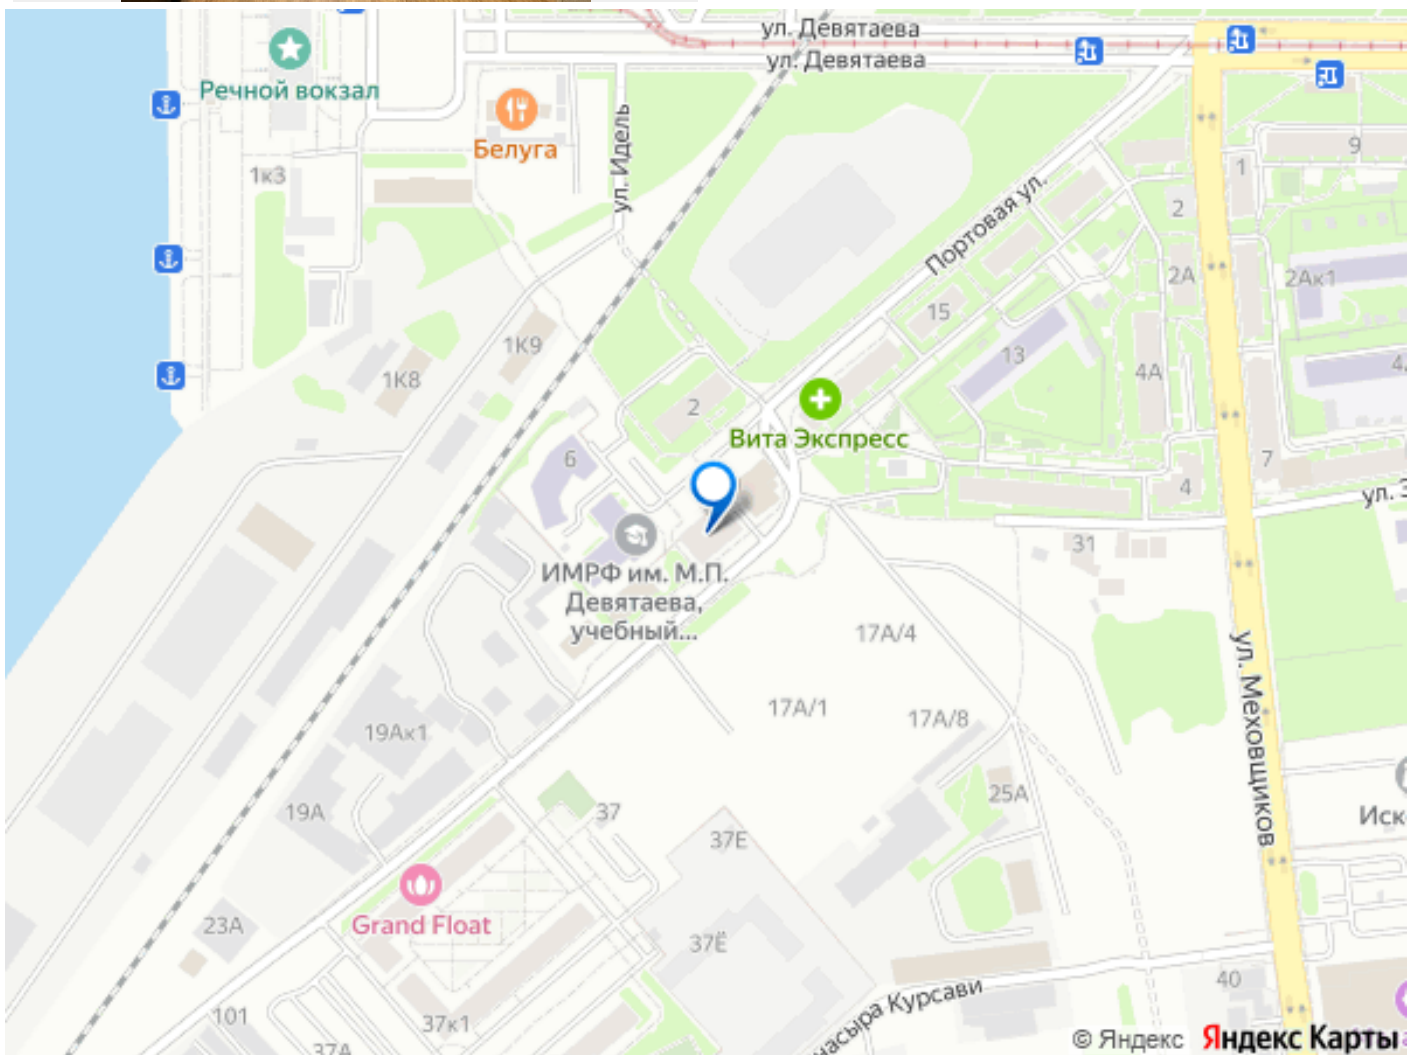 ул. Девятаева
ул. Девятаева
Речной вокзал
Белуга
ул. Идель
1к3
9
1
2
Портовая ул.
2А
2Ак1
15
13
1К9
1К8
4А
2
Вита Экспресс
6
7
4
ул.
31
ИМРФ им. М.П.
Девятаева,
учебный...
17А/4
17А/1
17А/8
ул. Меховщиков
19Ак1
19А
37
25А
37Е
Иск
Grand Float
23А
37Ё
40
101
37к1
37А
насыра Курсави
© Яндекс Яндекс Карты